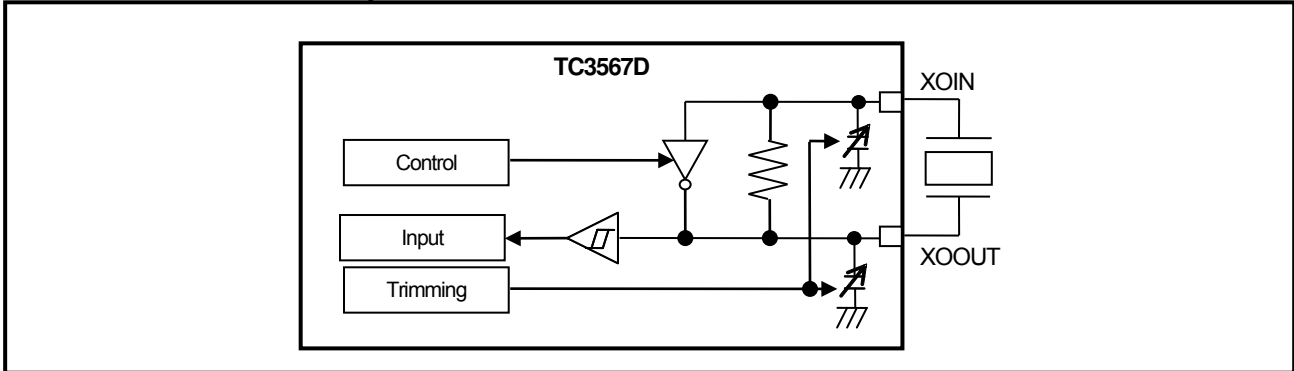 TC3567D
XOIN
Control
Input
XOOUT
Trimming